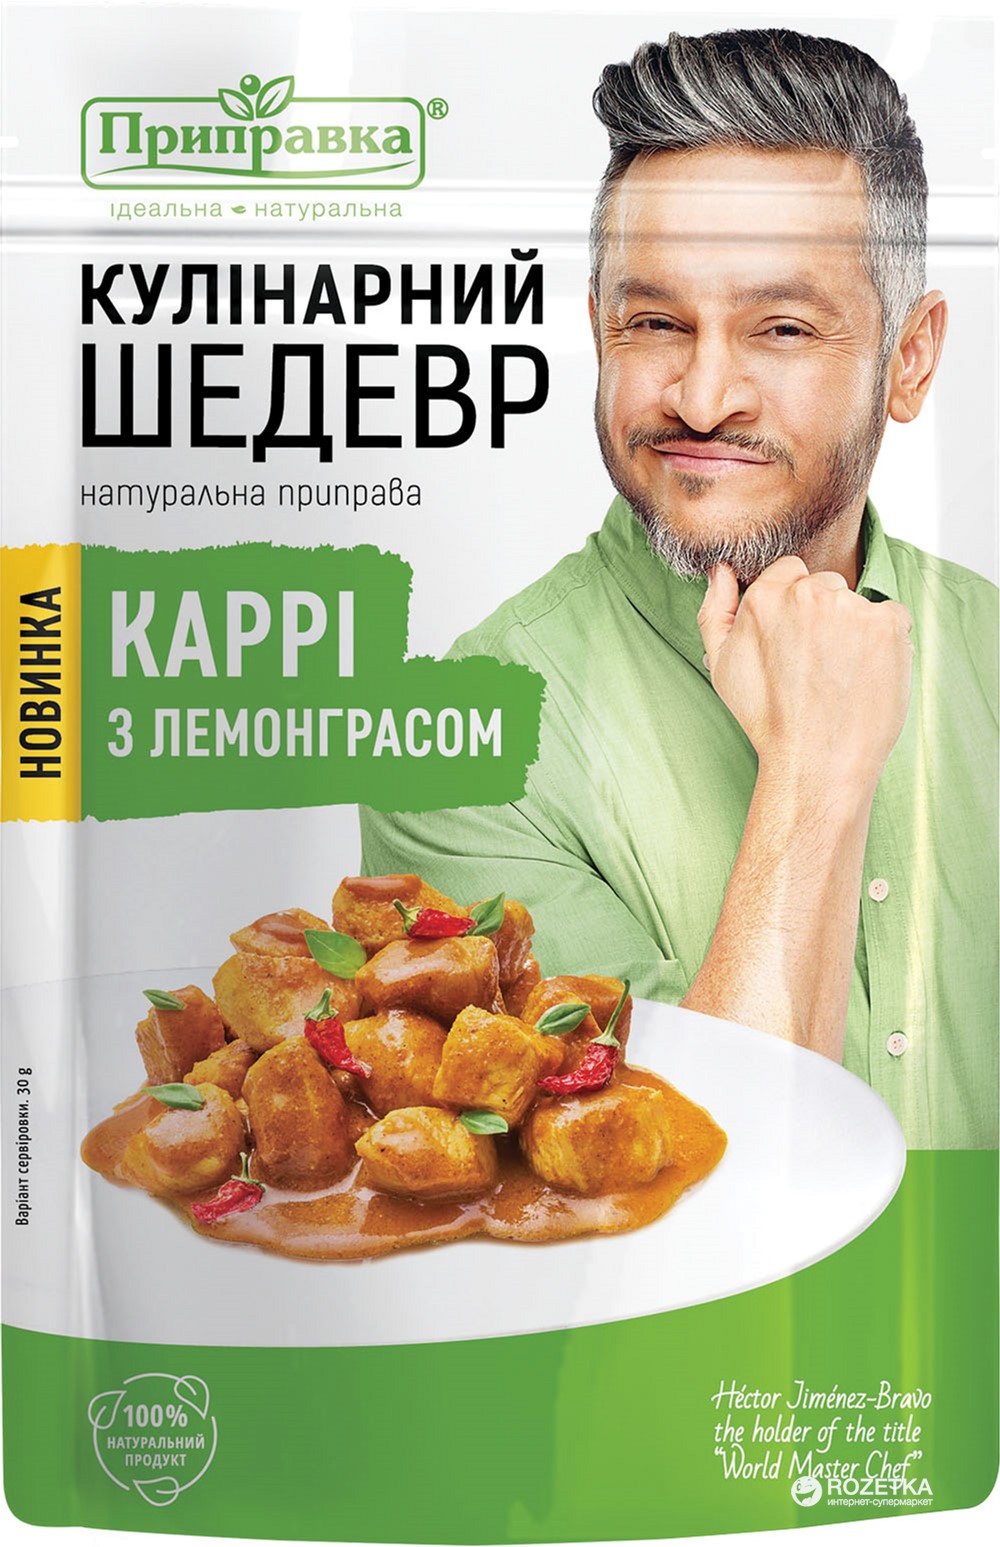 Приправка®
ідеальна натуральна
КУЛІНАРНИЙ
ШЕДЕВР
натуральна приправа
НОВИНКА
КАРРІ
З ЛЕМОНГРАСОМ
Варіант сервіровки. 30 g
100%
НАТУРАЛЬНИЙ
ПРОДУКТ
Héctor Jiménez-Bravo
the holder of the title
"World Master Chef"
ROZETKA
интернет-супермаркет